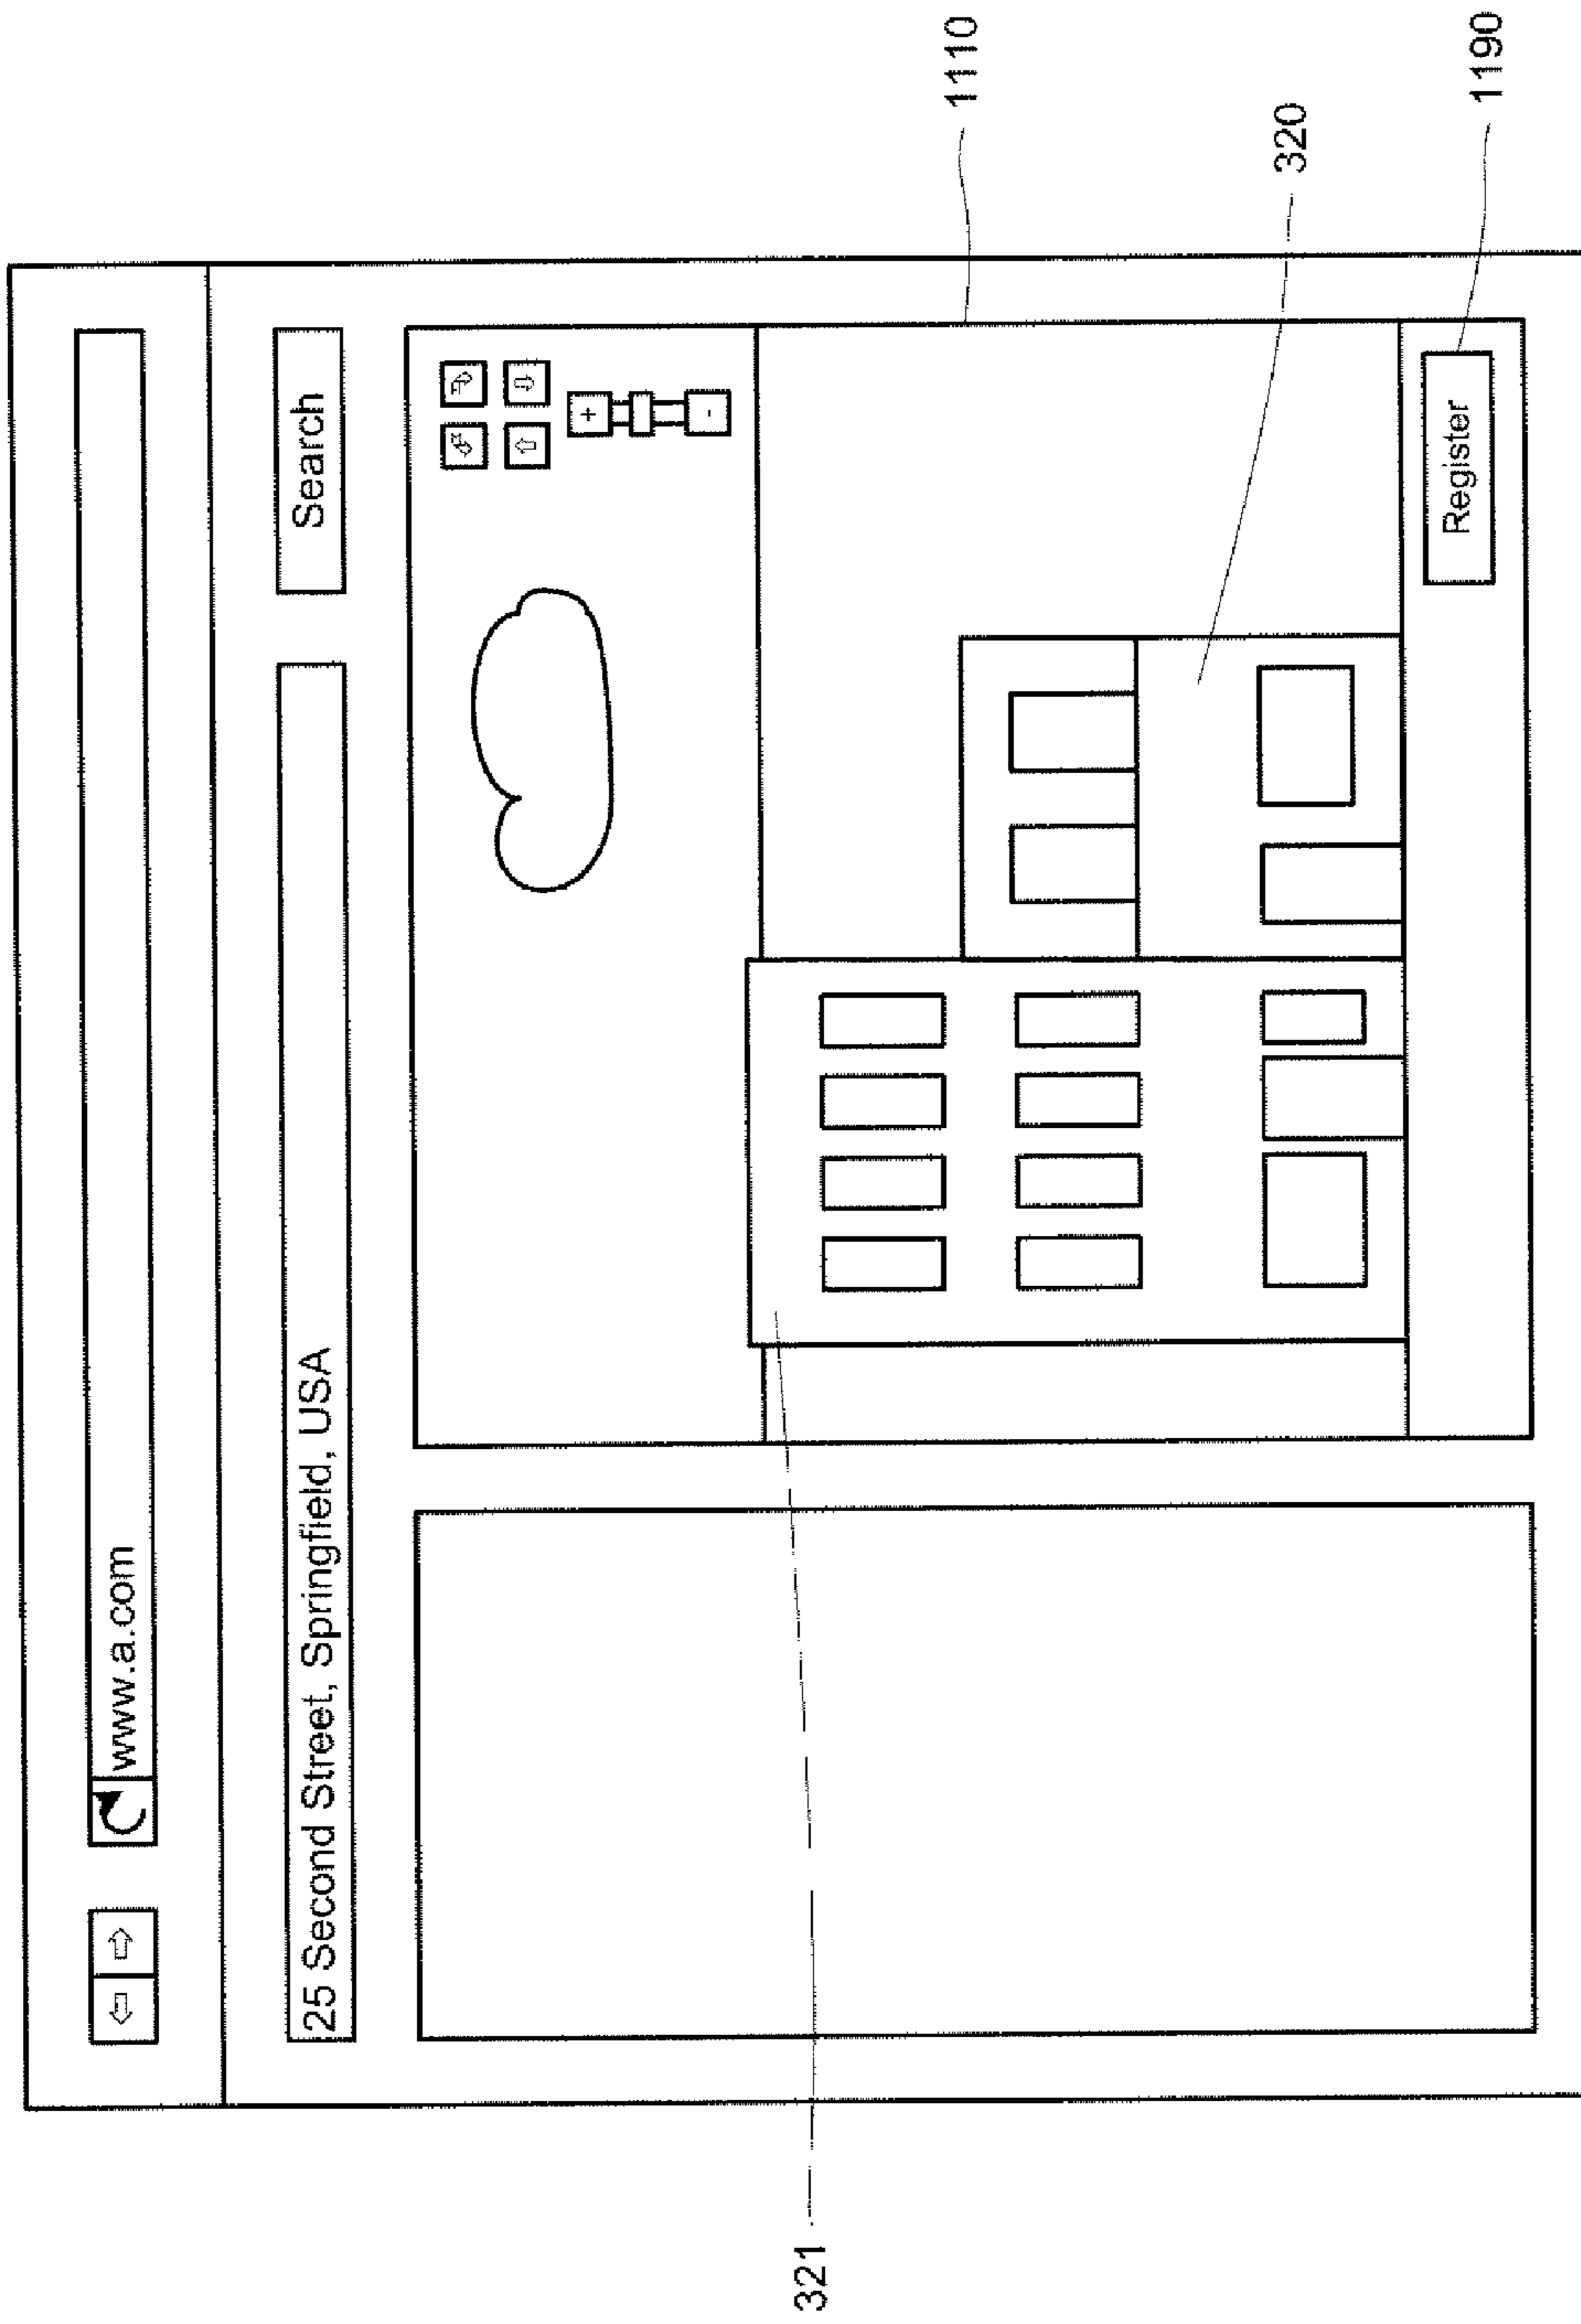 www.a.com
25 Second Street, Springfield, USA
Search
+
-
Register
321
1110
320
1190